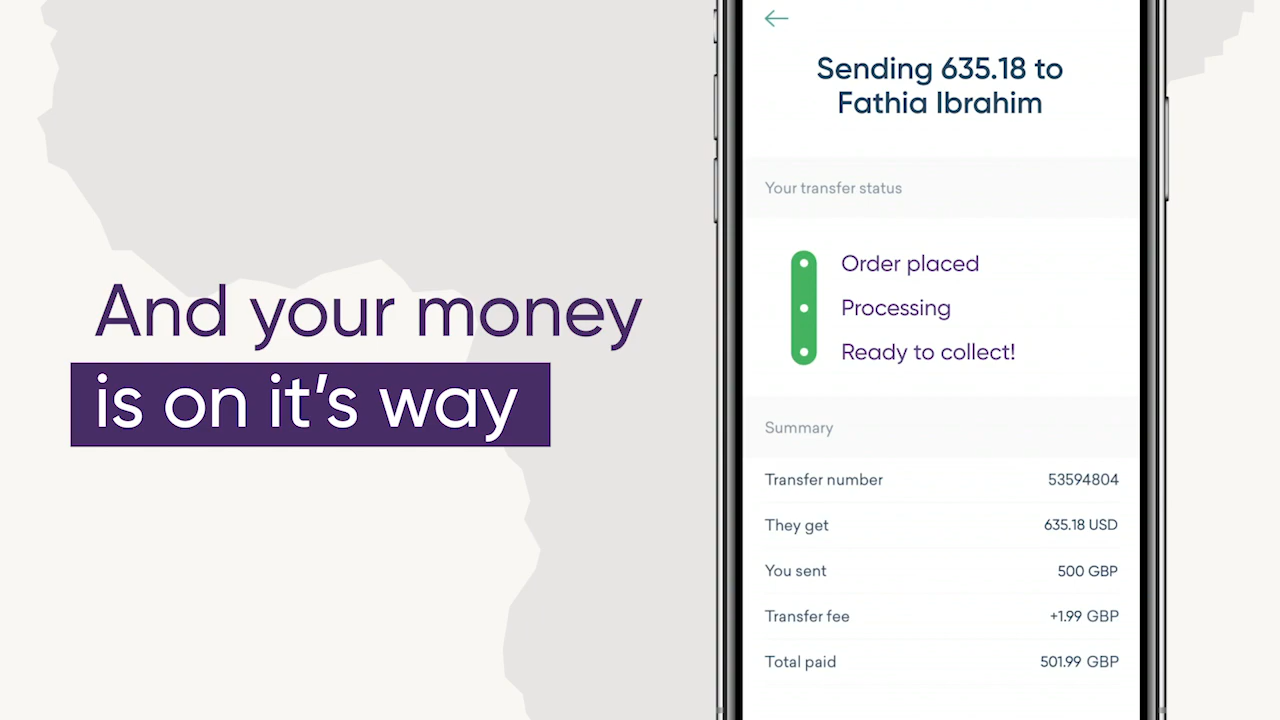 And your money
is on it's way
Sending 635.18 to
Fathia Ibrahim
Your transfer status
Order placed
Processing
Ready to collect!
Summary
Transfer number 53594804
They get 635.18 USD
You sent 500 GBP
Transfer fee +1.99 GBP
Total paid 501.99 GBP